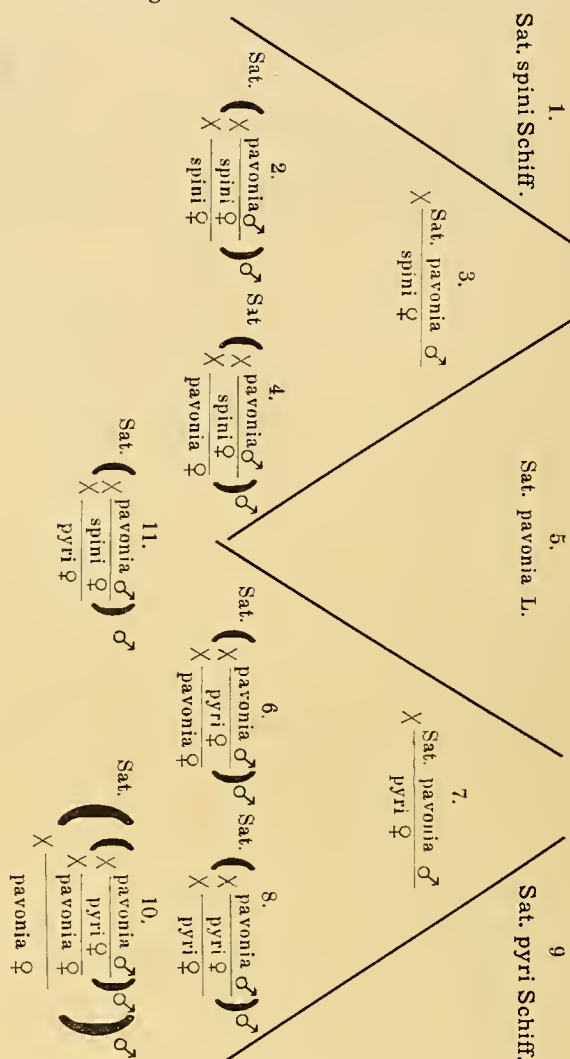 1.
Sat. spini Schiff.
5.
Sat. pavonia L.
9
Sat. pyri Schiff.
3.
Sat. pavonia ♂
X
spini ♀
7.
Sat. pavonia ♂
X
pyri ♀
2.
Sat. ( pavonia ♂ ) ♂
X
spini ♀
X
spini ♀
4.
Sat ( pavonia ♂ ) ♂
X
spini ♀
X
pavonia ♀
6.
Sat. ( pavonia ♂ ) ♂
X
pyri ♀
X
pavonia ♀
8.
Sat. ( pavonia ♂ ) ♂
X
pyri ♀
X
pyri ♀
11.
Sat. ( pavonia ♂ ) ♂
X
spini ♀
X
pyri ♀
10.
Sat. ( ( pavonia ♂ ) ♂ ) ♂
X
pyri ♀
X
pavonia ♀
X
pavonia ♀